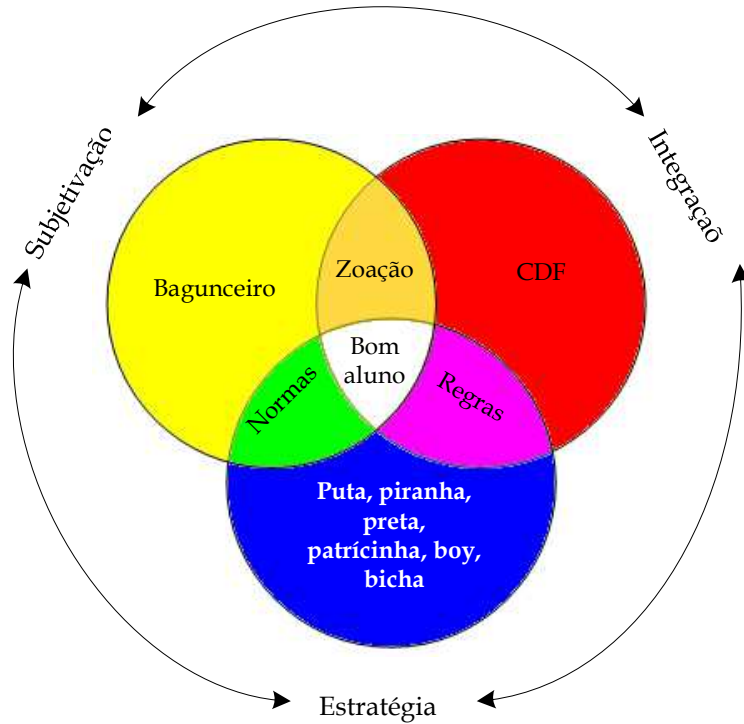 Subjetivação
Integraçaõ
Bagunceiro
Zoação
CDF
Bom
aluno
Normas
Regras
Puta, piranha,
preta,
patrícinha, boy,
bicha
Estratégia